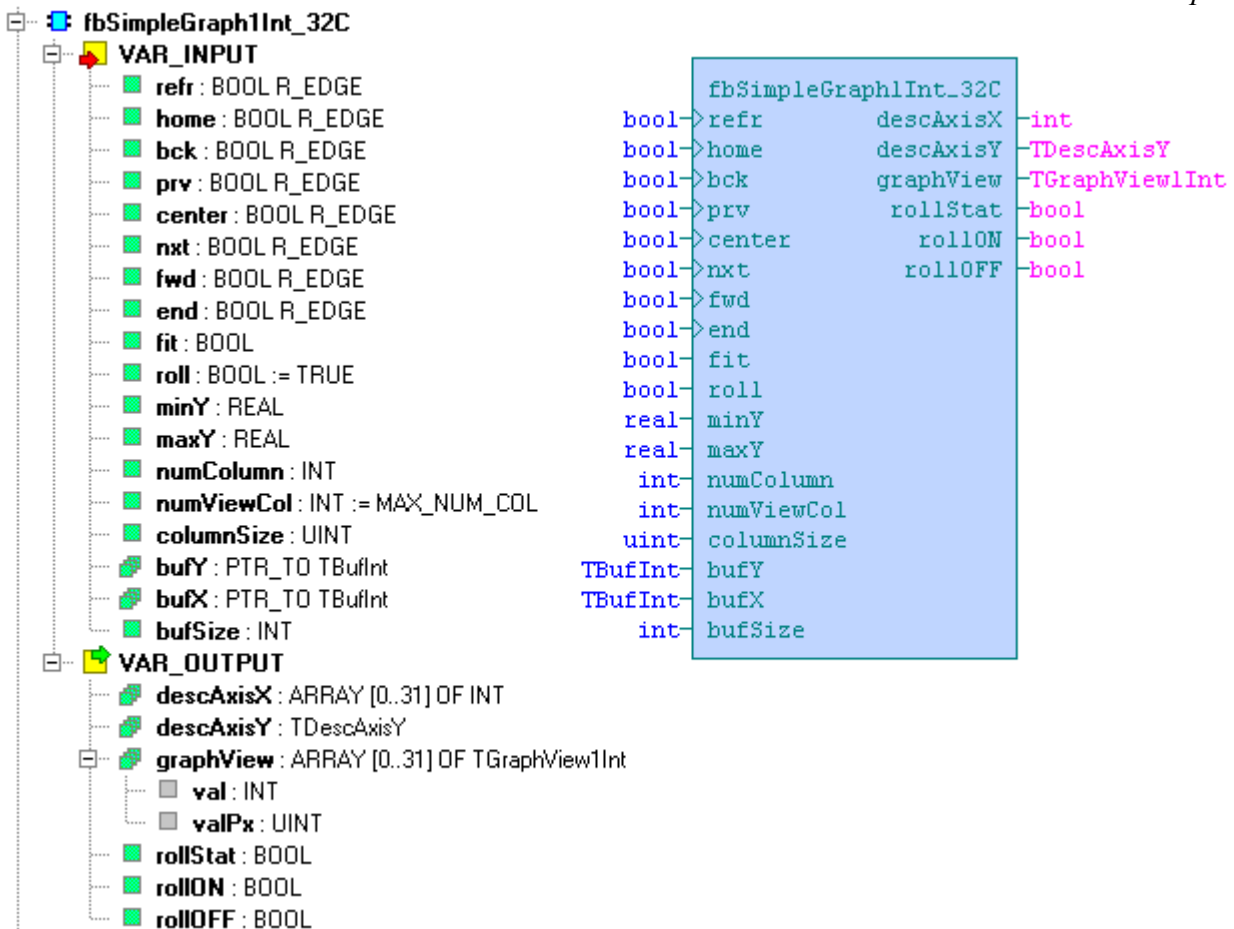 fbSimpleGraph1Int_32C
VAR_INPUT
refr : BOOL R_EDGE
home : BOOL R_EDGE
bck : BOOL R_EDGE
prv : BOOL R_EDGE
center : BOOL R_EDGE
nxt : BOOL R_EDGE
fwd : BOOL R_EDGE
end : BOOL R_EDGE
fit : BOOL
roll : BOOL := TRUE
minY : REAL
maxY : REAL
numColumn : INT
numViewCol : INT := MAX_NUM_COL
columnSize : UINT
bufY : PTR_TO TBufInt
bufX : PTR_TO TBufInt
bufSize : INT
VAR_OUTPUT
descAxisX : ARRAY [0..31] OF INT
descAxisY : TDescAxisY
graphView : ARRAY [0..31] OF TGraphView1Int
val : INT
valPx : UINT
rollStat : BOOL
rollON : BOOL
rollOFF : BOOL
fbSimpleGraph1Int_32C
bool refr descAxisX int
bool home descAxisY TDescAxisY
bool bck graphView TGraphView1Int
bool prv rollStat bool
bool center rollON bool
bool nxt rollOFF bool
bool fwd
bool end
bool fit
bool roll
real minY
real maxY
int numColumn
int numViewCol
uint columnSize
TBufInt bufY
TBufInt bufX
int bufSize